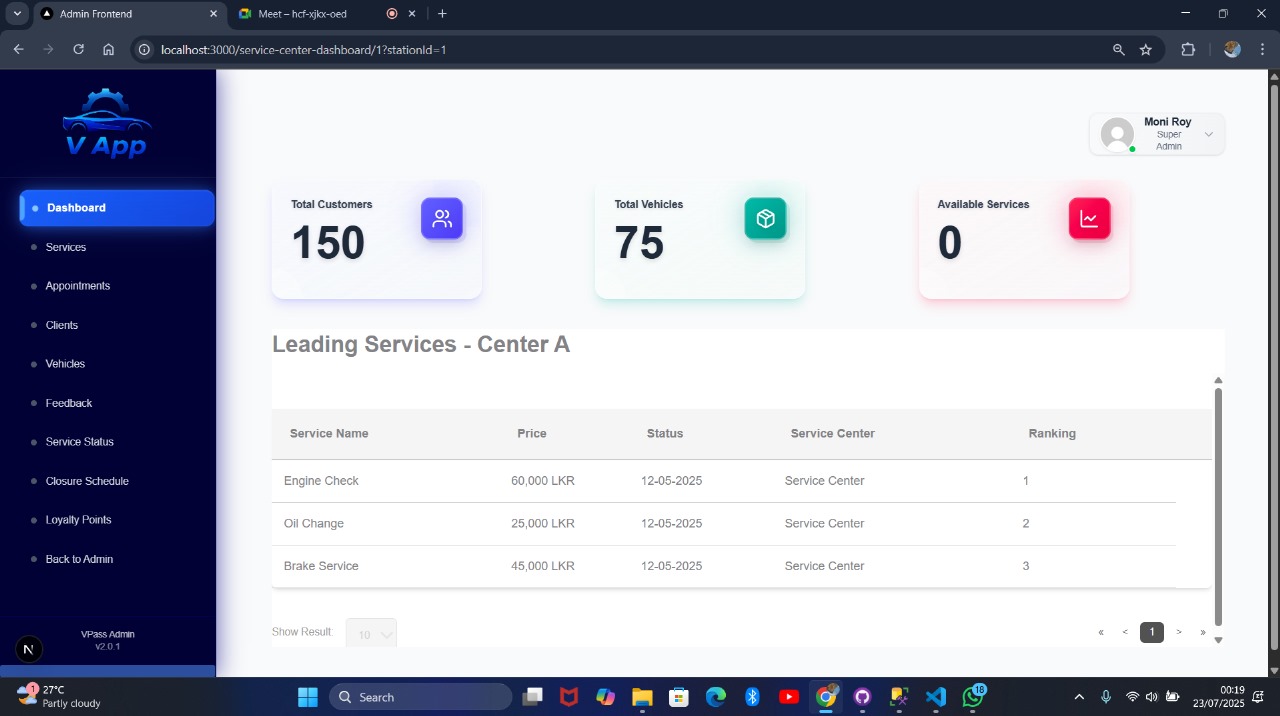 Admin Frontend
Meet – hcf-xjkx-oed
localhost:3000/service-center-dashboard/1?stationId=1
V App
Moni Roy
Super
Admin
Dashboard
Services
Appointments
Clients
Vehicles
Feedback
Service Status
Closure Schedule
Loyalty Points
Back to Admin
VPass Admin
v2.0.1
N
Total Customers
150
Total Vehicles
75
Available Services
0
Leading Services - Center A
Service Name Price Status Service Center Ranking
Engine Check 60,000 LKR 12-05-2025 Service Center 1
Oil Change 25,000 LKR 12-05-2025 Service Center 2
Brake Service 45,000 LKR 12-05-2025 Service Center 3
Show Result: 10 « < 1 > »
1
27°C
Partly cloudy
Search
18
00:19
23/07/2025